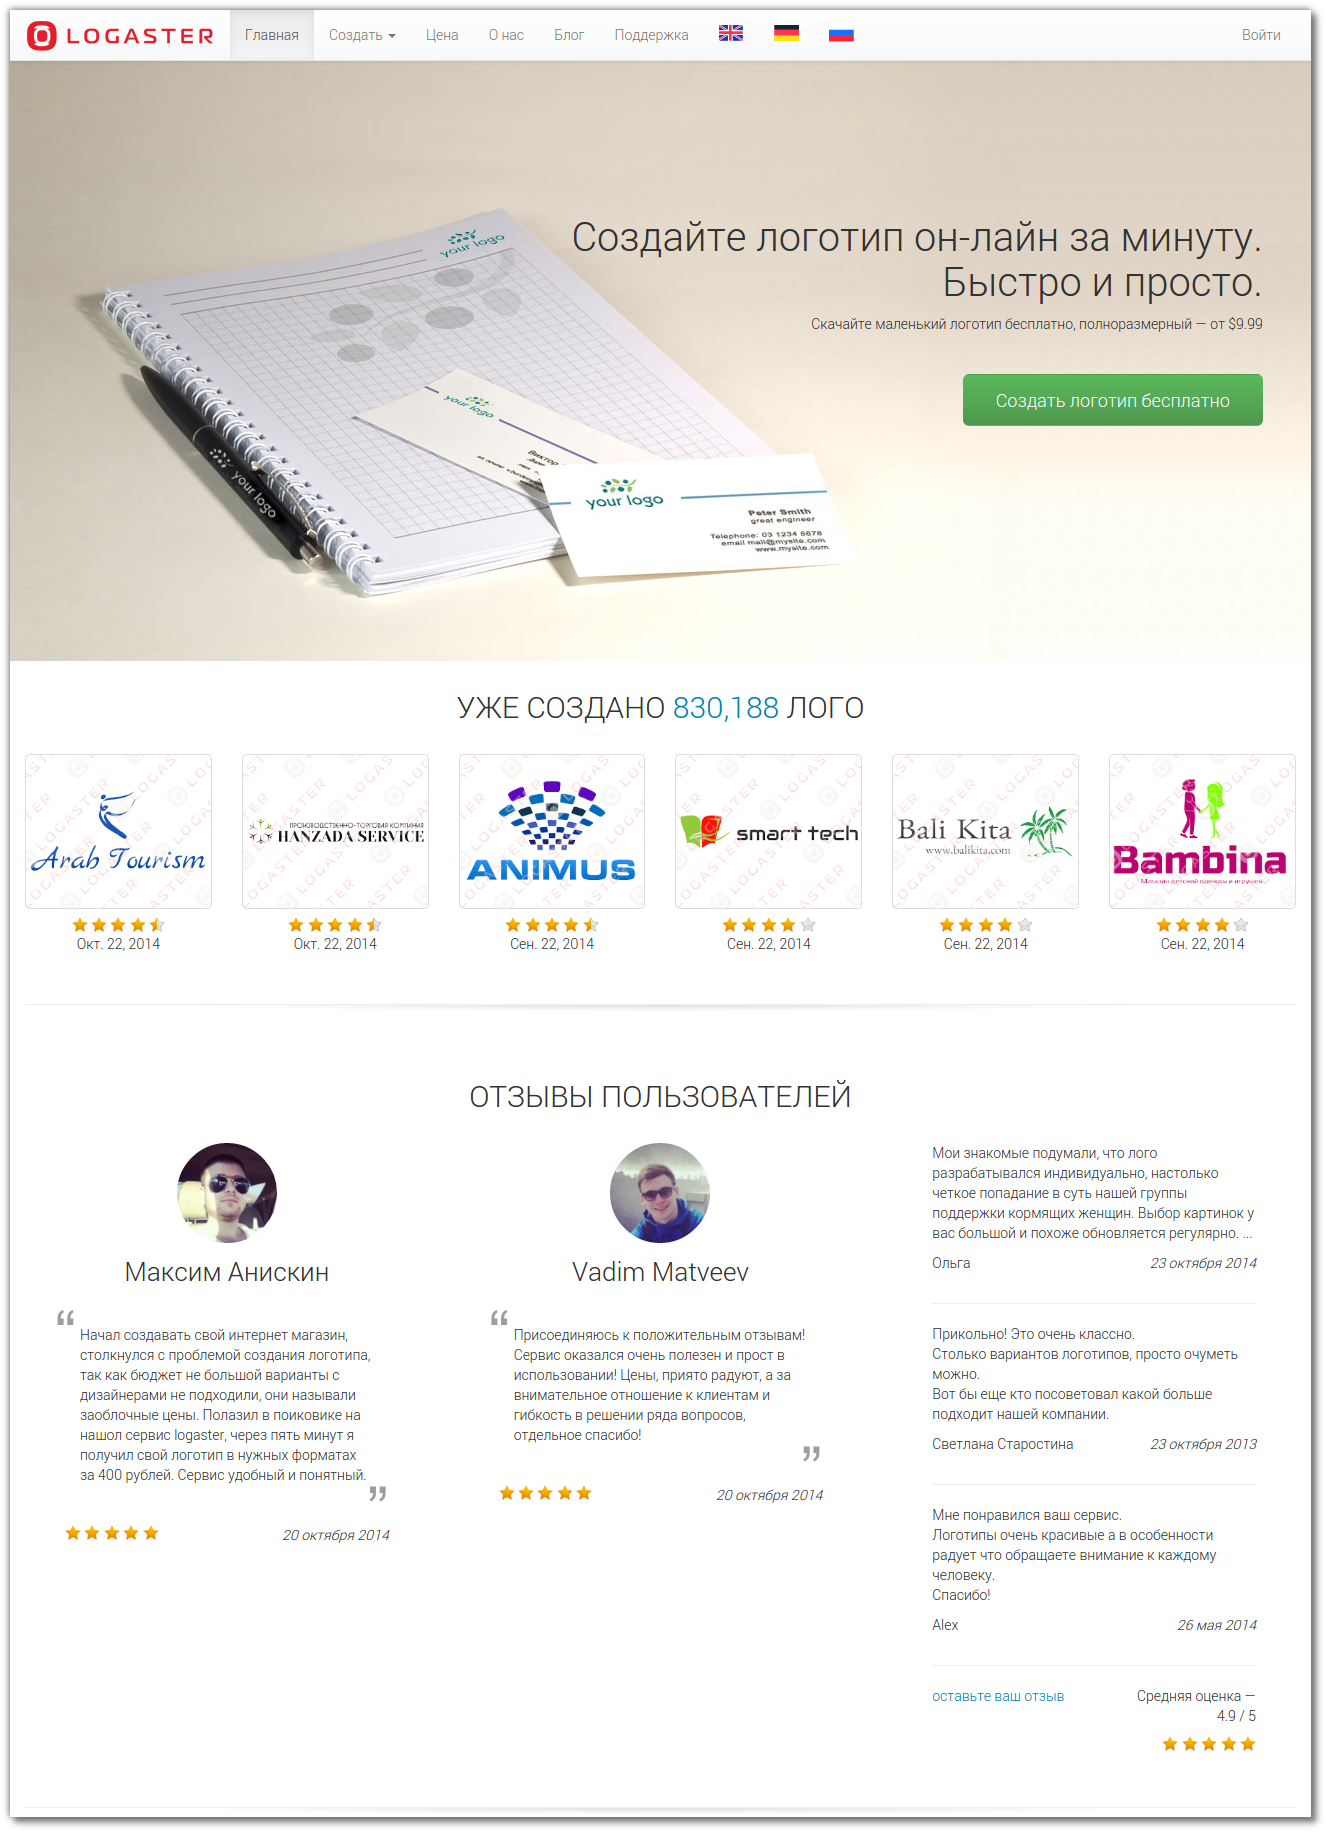 LOGASTER
Главная
Создать
Цена
О нас
Блог
Поддержка
Войти
your logo
Создайте логотип он-лайн за минуту.
Быстро и просто.
Скачайте маленький логотип бесплатно, полноразмерный — от $9.99
Создать логотип бесплатно
your logo
your logo
your logo
Peter Smith
great engineer
Telephone: 03 1234 5678
email mail@mysite.com
www.mysite.com
УЖЕ СОЗДАНО 830,188 ЛОГО
Arab Tourism
ПРОИЗВОДСТВЕННО-ТОРГОВАЯ КОМПАНИЯ
HANZADA SERVICE
ANIMUS
smart tech
Bali Kita
www.balikita.com
Bambina
Магазин детской одежды и игрушек..
Окт. 22, 2014
Окт. 22, 2014
Сен. 22, 2014
Сен. 22, 2014
Сен. 22, 2014
Сен. 22, 2014
ОТЗЫВЫ ПОЛЬЗОВАТЕЛЕЙ
Максим Анискин
“
Начал создавать свой интернет магазин,
столкнулся с проблемой создания логотипа,
так как бюджет не большой варианты с
дизайнерами не подходили, они называли
заоблочные цены. Полазил в поиковике на
нашол сервис logaster, через пять минут я
получил свой логотип в нужных форматах
за 400 рублей. Сервис удобный и понятный.
”
20 октября 2014
Vadim Matveev
“
Присоединяюсь к положительным отзывам!
Сервис оказался очень полезен и прост в
использовании! Цены, приято радуют, а за
внимательное отношение к клиентам и
гибкость в решении ряда вопросов,
отдельное спасибо!
”
20 октября 2014
Мои знакомые подумали, что лого
разрабатывался индивидуально, настолько
четкое попадание в суть нашей группы
поддержки кормящих женщин. Выбор картинок у
вас большой и похоже обновляется регулярно. ...
Ольга
23 октября 2014
Прикольно! Это очень классно.
Столько вариантов логотипов, просто очуметь
можно.
Вот бы еще кто посоветовал какой больше
подходит нашей компании.
Светлана Старостина
23 октября 2013
Мне понравился ваш сервис.
Логотипы очень красивые а в особенности
радует что обращаете внимание к каждому
человеку.
Спасибо!
Alex
26 мая 2014
оставьте ваш отзыв
Средняя оценка —
4.9 / 5